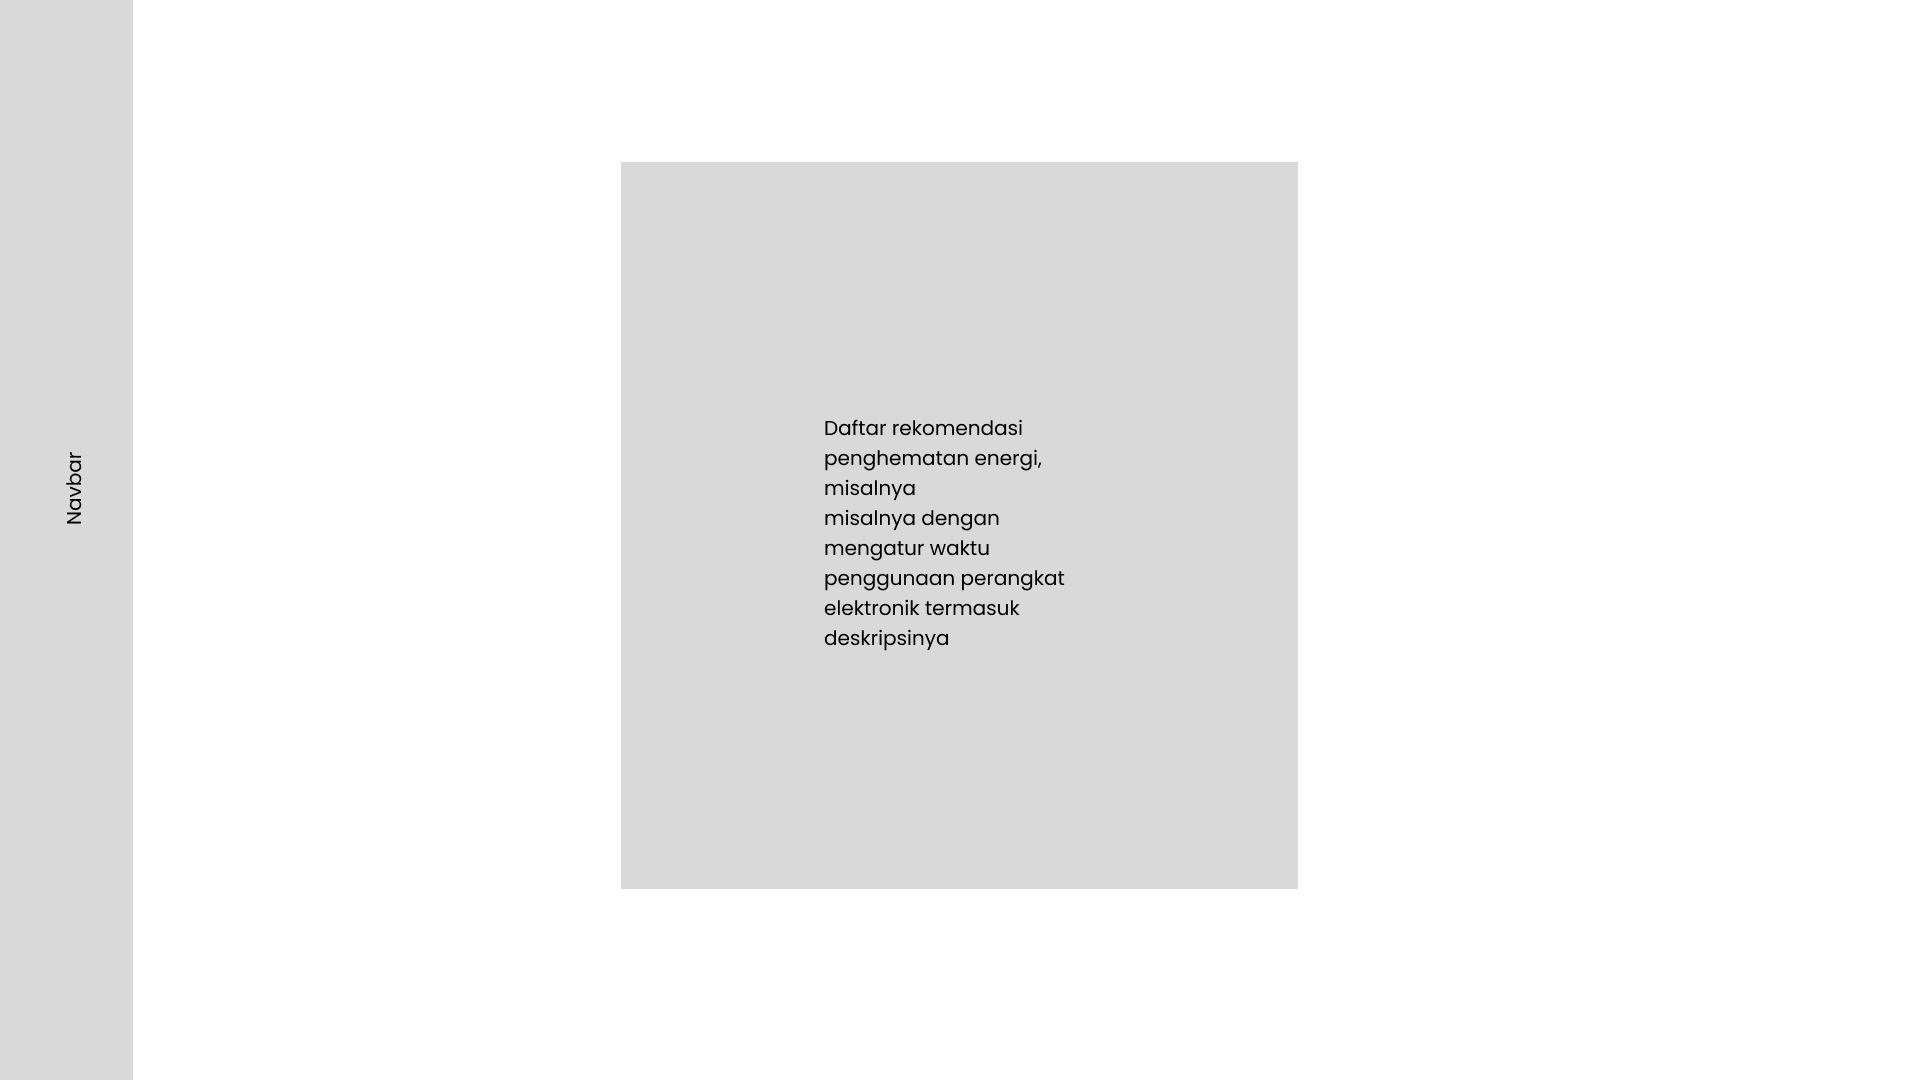 Navbar
Daftar rekomendasi
penghematan energi,
misalnya
misalnya dengan
mengatur waktu
penggunaan perangkat
elektronik termasuk
deskripsinya